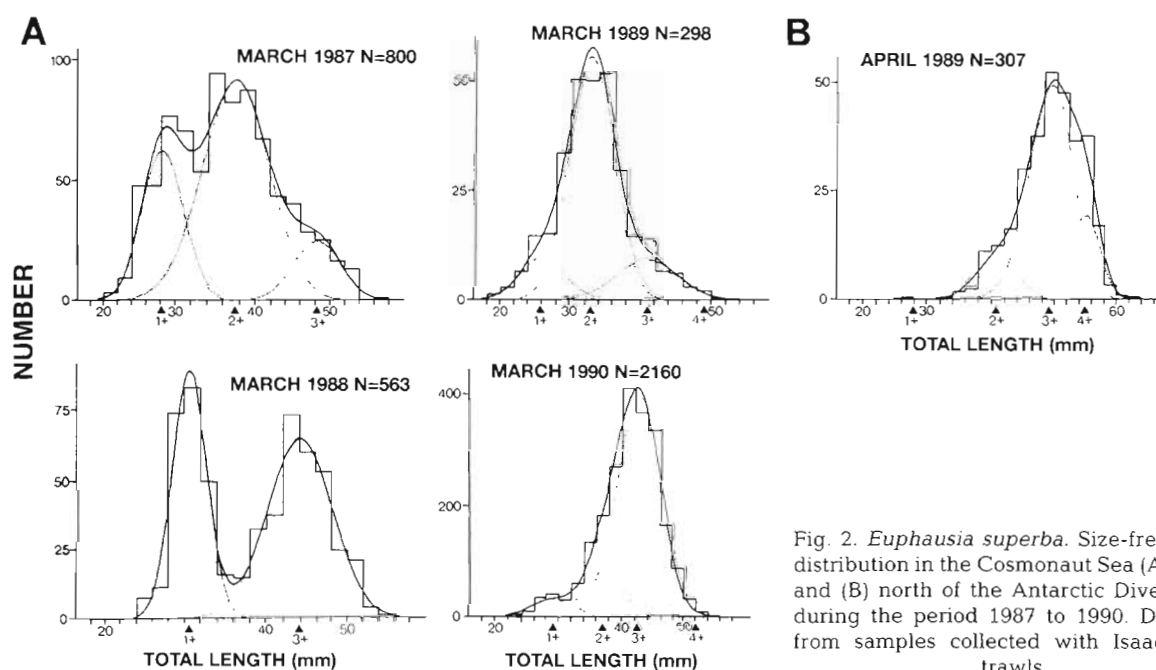 A
MARCH 1987 N=800
100
50
0
20 30 40 50
1+ 2+ 3+
MARCH 1989 N=298
50
25
0
20 30 40 50
1+ 2+ 3+ 4+
B
APRIL 1989 N=307
50
25
0
20 30 60
1+ 2+ 3+ 4+
TOTAL LENGTH (mm)
NUMBER
MARCH 1988 N=563
75
50
25
0
20 30 40 50
1+ 3+
TOTAL LENGTH (mm)
MARCH 1990 N=2160
400
200
0
20 40 50
1+ 2+ 3+ 4+
TOTAL LENGTH (mm)
Fig. 2. Euphausia superba. Size-fre
distribution in the Cosmonaut Sea (A
and (B) north of the Antarctic Dive
during the period 1987 to 1990. D
from samples collected with Isaac
trawls